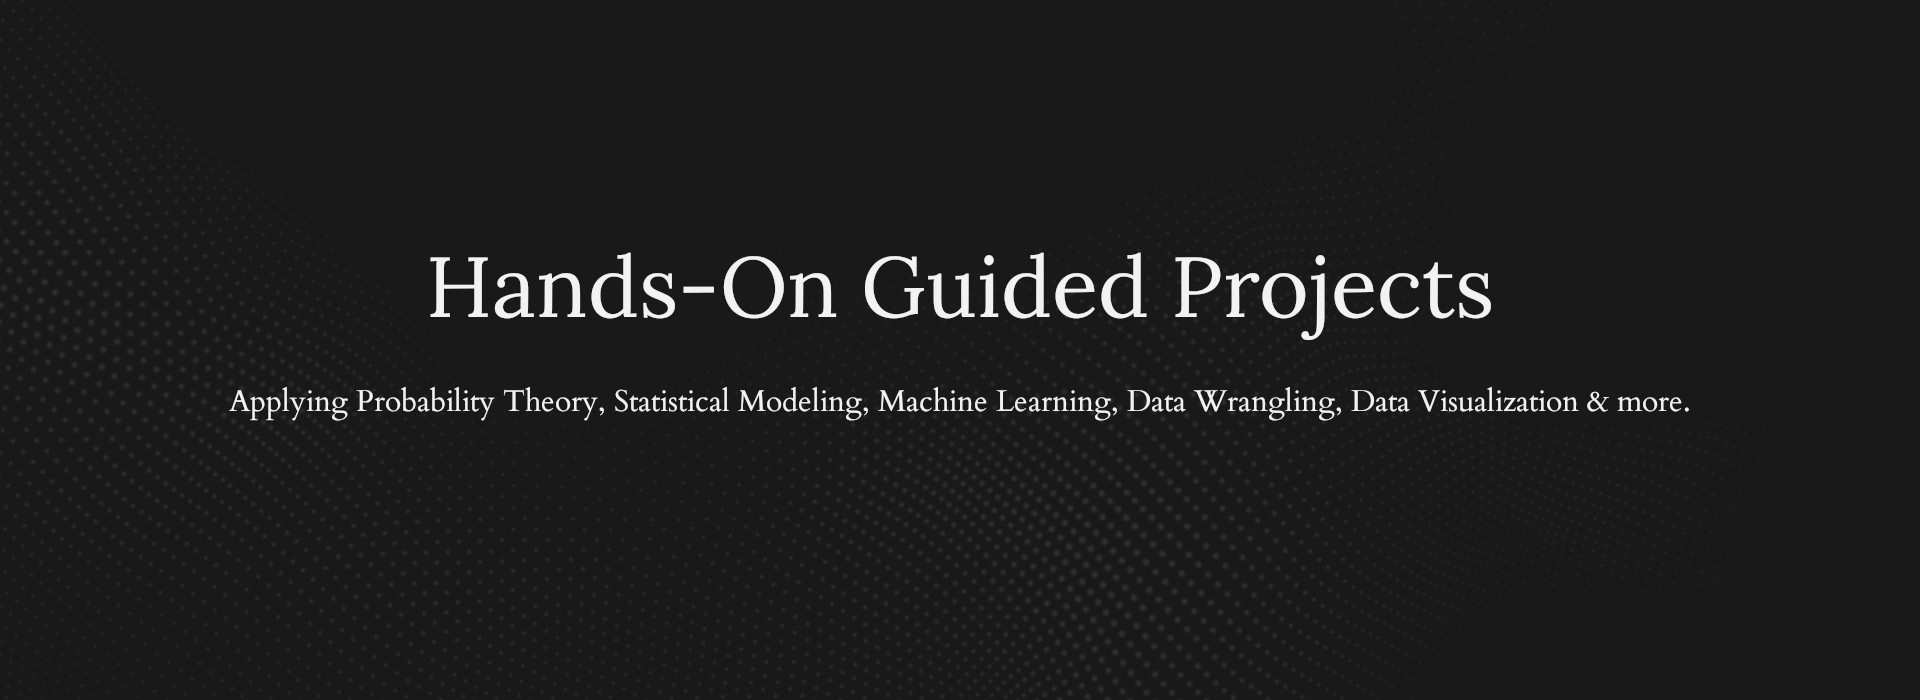 Hands-On Guided Projects
Applying Probability Theory, Statistical Modeling, Machine Learning, Data Wrangling, Data Visualization & more.